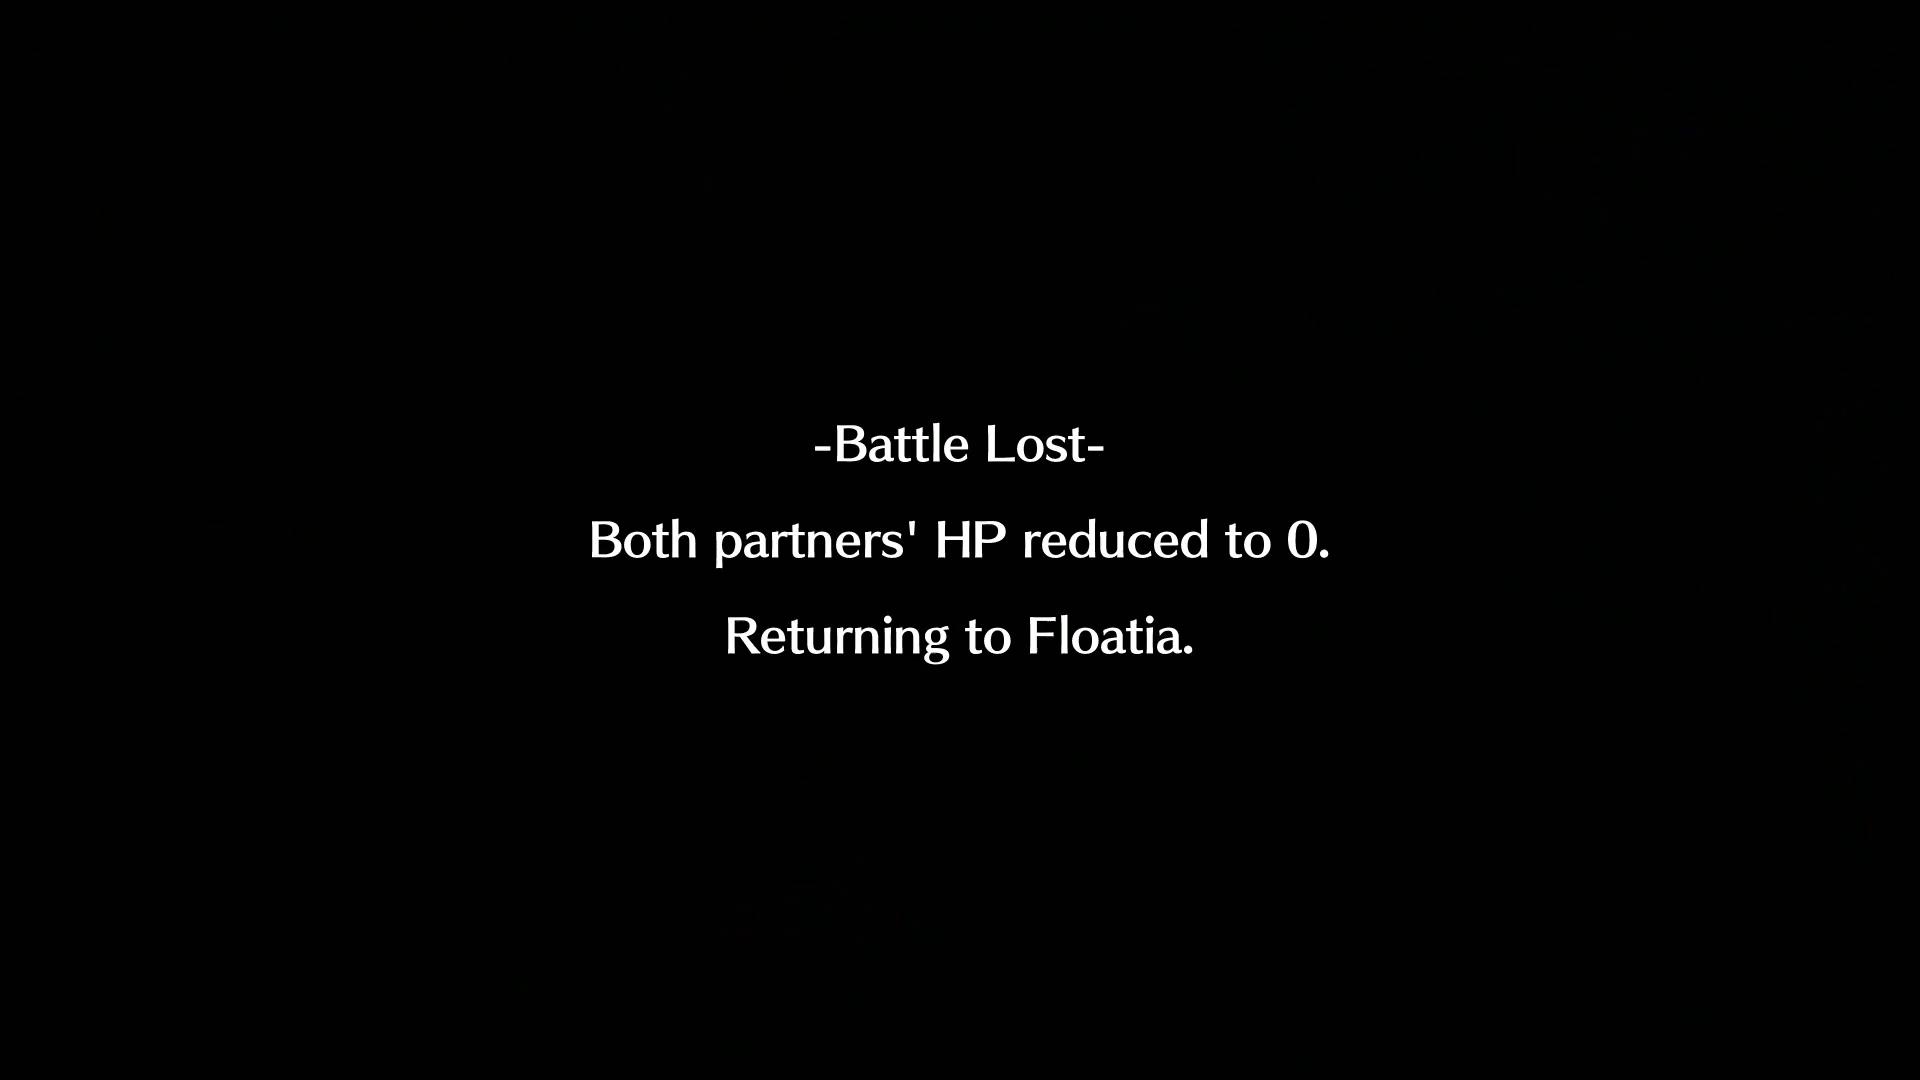 -Battle Lost-
Both partners' HP reduced to 0.
Returning to Floatia.